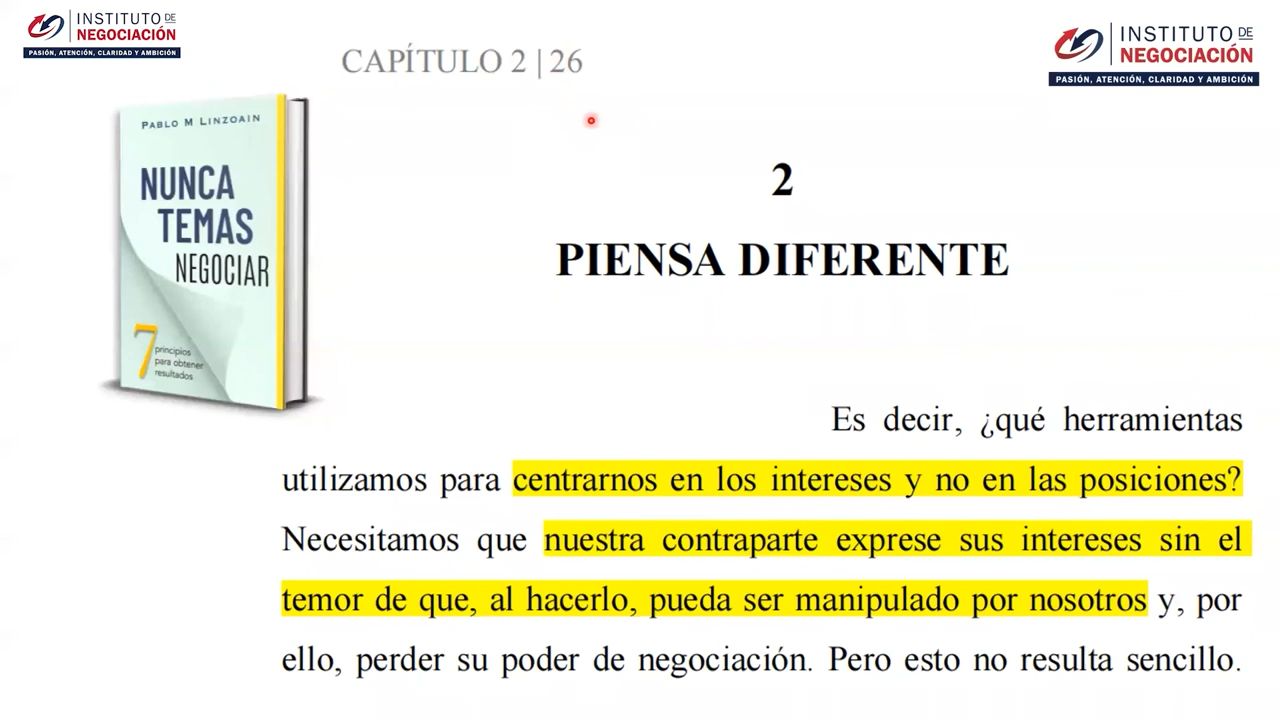 INSTITUTO DE
NEGOCIACIÓN
PASIÓN, ATENCIÓN, CLARIDAD Y AMBICIÓN
CAPÍTULO 2 | 26
INSTITUTO DE
NEGOCIACIÓN
PASIÓN, ATENCIÓN, CLARIDAD Y AMBICIÓN
PABLO M LINZOAIN
NUNCA
TEMAS
NEGOCIAR
7 principios
para obtener
resultados
2
PIENSA DIFERENTE
Es decir, ¿qué herramientas
utilizamos para centrarnos en los intereses y no en las posiciones?
Necesitamos que nuestra contraparte exprese sus intereses sin el
temor de que, al hacerlo, pueda ser manipulado por nosotros y, por
ello, perder su poder de negociación. Pero esto no resulta sencillo.